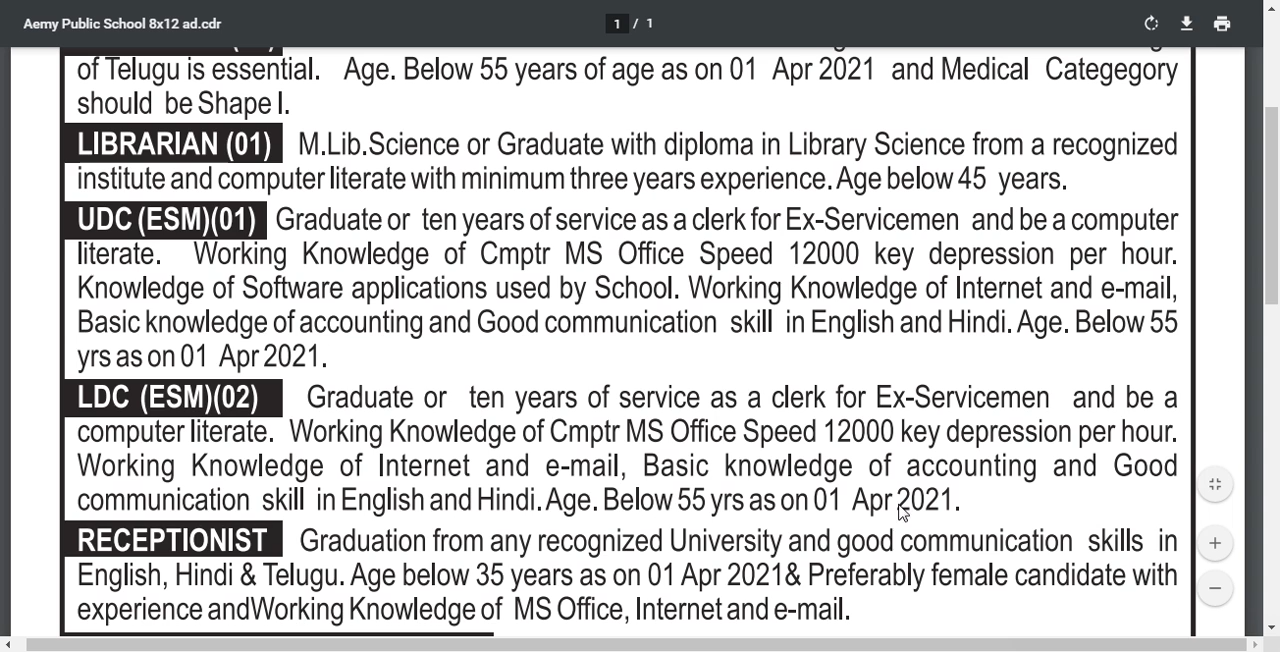 Aemy Public School 8x12 ad.cdr
1 / 1
of Telugu is essential. Age. Below 55 years of age as on 01 Apr 2021 and Medical Categegory
should be Shape I.
LIBRARIAN (01) M.Lib.Science or Graduate with diploma in Library Science from a recognized
institute and computer literate with minimum three years experience. Age below 45 years.
UDC (ESM)(01) Graduate or ten years of service as a clerk for Ex-Servicemen and be a computer
literate. Working Knowledge of Cmptr MS Office Speed 12000 key depression per hour.
Knowledge of Software applications used by School. Working Knowledge of Internet and e-mail,
Basic knowledge of accounting and Good communication skill in English and Hindi. Age. Below 55
yrs as on 01 Apr 2021.
LDC (ESM)(02) Graduate or ten years of service as a clerk for Ex-Servicemen and be a
computer literate. Working Knowledge of Cmptr MS Office Speed 12000 key depression per hour.
Working Knowledge of Internet and e-mail, Basic knowledge of accounting and Good
communication skill in English and Hindi. Age. Below 55 yrs as on 01 Apr 2021.
RECEPTIONIST Graduation from any recognized University and good communication skills in
English, Hindi & Telugu. Age below 35 years as on 01 Apr 2021& Preferably female candidate with
experience andWorking Knowledge of MS Office, Internet and e-mail.